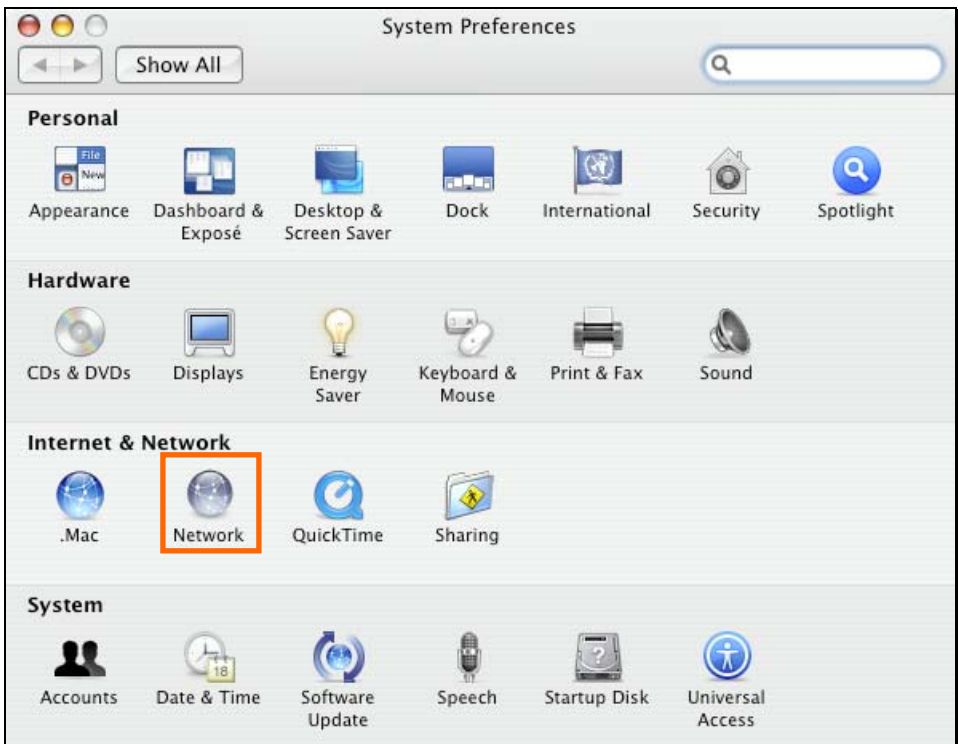 System Preferences
Show All
Personal
File
New
Appearance
Dashboard &
Exposé
Desktop &
Screen Saver
Dock
International
Security
Spotlight
Hardware
CDs & DVDs
Displays
Energy
Saver
Keyboard &
Mouse
Print & Fax
Sound
Internet & Network
.Mac
Network
QuickTime
Sharing
System
18
?
Accounts
Date & Time
Software
Update
Speech
Startup Disk
Universal
Access